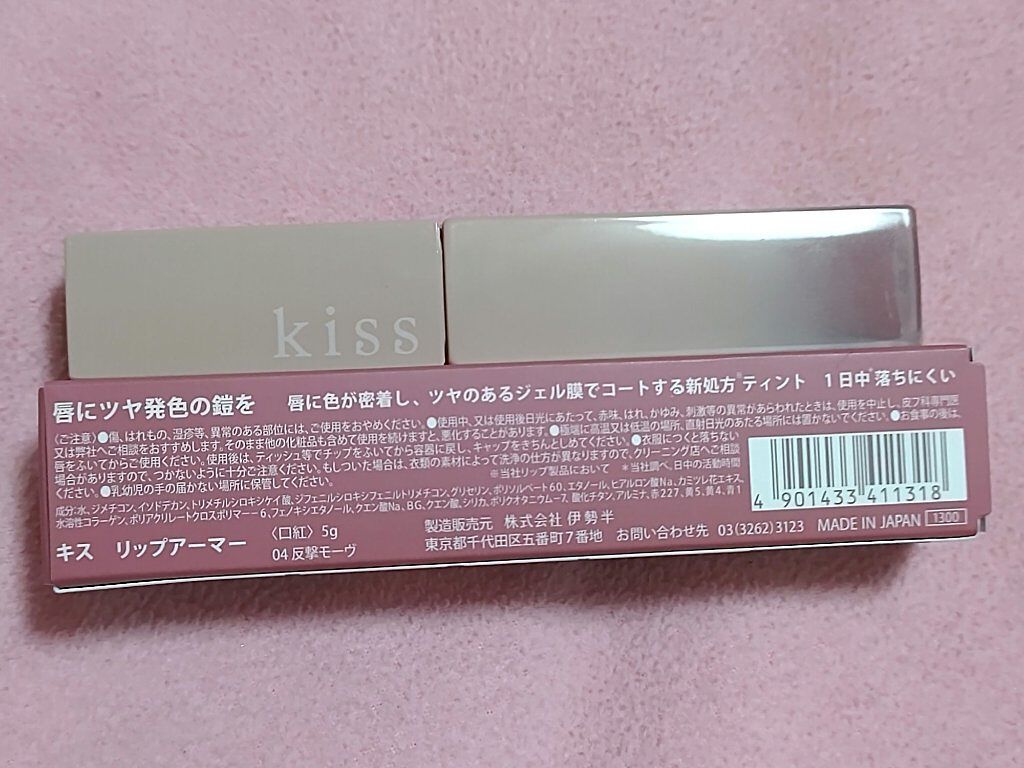 kiss
唇にツヤ発色の鎧を 唇に色が密着し、ツヤのあるジェル膜でコートする新処方※ティント 1日中*落ちにくい
〈ご注意〉●傷、はれもの、湿疹等、異常のある部位には、ご使用をおやめください。●使用中、又は使用後日光にあたって、赤味、はれ、かゆみ、刺激等の異常があらわれたときは、使用を中止し、皮フ科専門医
又は弊社へご相談をおすすめします。そのまま他の化粧品も含めて使用を続けますと、悪化することがあります。●極端に高温又は低温の場所、直射日光のあたる場所には置かないでください。●お食事の後は、
唇をふいてからご使用ください。使用後は、ティッシュ等でチップをふいてから容器に戻し、キャップをきちんとしめてください。●衣服につくと落ちない
場合がありますので、つかないように十分ご注意ください。もしついた場合は、衣類の素材によって洗浄の仕方が異なりますので、クリーニング店へご相談
ください。●乳幼児の手の届かない場所に保管してください。 ※当社リップ製品において *当社調べ、日中の活動時間
成分:水、ジメチコン、イソドデカン、トリメチルシロキシケイ酸、ジフェニルシロキシフェニルトリメチコン、グリセリン、ポリソルベート60、エタノール、ヒアルロン酸Na、カミツレ花エキス、
水溶性コラーゲン、ポリアクリレートクロスポリマー-6、フェノキシエタノール、クエン酸Na、BG、クエン酸、シリカ、ポリクオタニウム-7、酸化チタン、アルミナ、赤227、黄5、黄4、青1
4 901433 411318
キス リップアーマー 〈口紅〉5g
04 反撃モーヴ
製造販売元 株式会社 伊勢半
東京都千代田区五番町7番地 お問い合わせ先 03(3262)3123 MADE IN JAPAN 1300